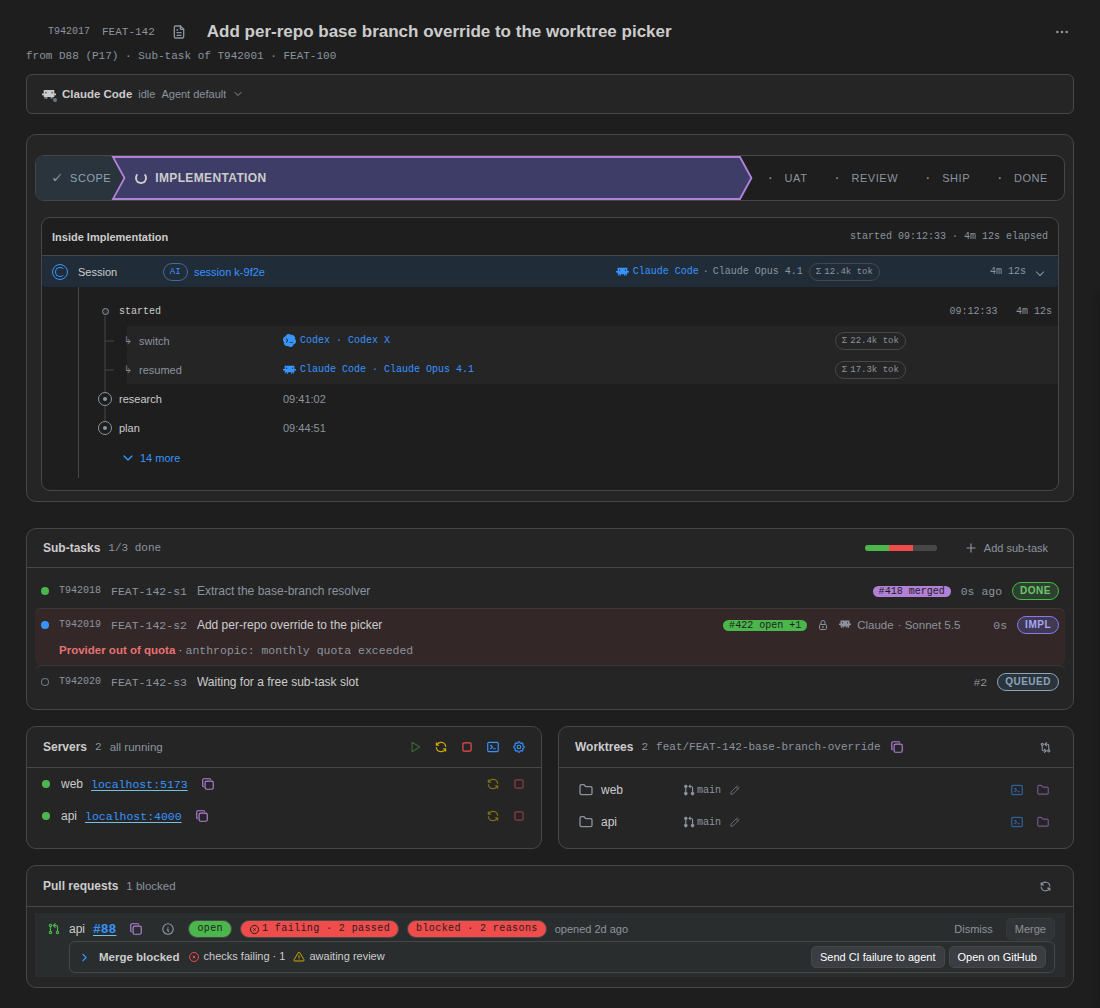 T942017 FEAT-142 Add per-repo base branch override to the worktree picker
from D88 (P17) · Sub-task of T942001 · FEAT-100
Claude Code idle Agent default
SCOPE IMPLEMENTATION · UAT · REVIEW · SHIP · DONE
Inside Implementation started 09:12:33 · 4m 12s elapsed
Session AI session k-9f2e Claude Code · Claude Opus 4.1 Σ 12.4k tok 4m 12s
started 09:12:33 4m 12s
↳ switch Codex · Codex X Σ 22.4k tok
↳ resumed Claude Code · Claude Opus 4.1 Σ 17.3k tok
research 09:41:02
plan 09:44:51
14 more
Sub-tasks 1/3 done Add sub-task
T942018 FEAT-142-s1 Extract the base-branch resolver #418 merged 0s ago DONE
T942019 FEAT-142-s2 Add per-repo override to the picker #422 open +1 Claude · Sonnet 5.5 0s IMPL
Provider out of quota · anthropic: monthly quota exceeded
T942020 FEAT-142-s3 Waiting for a free sub-task slot #2 QUEUED
Servers 2 all running
web localhost:5173
api localhost:4000
Worktrees 2 feat/FEAT-142-base-branch-override
web main
api main
Pull requests 1 blocked
api #88 open 1 failing · 2 passed blocked · 2 reasons opened 2d ago Dismiss Merge
Merge blocked checks failing · 1 awaiting review Send CI failure to agent Open on GitHub